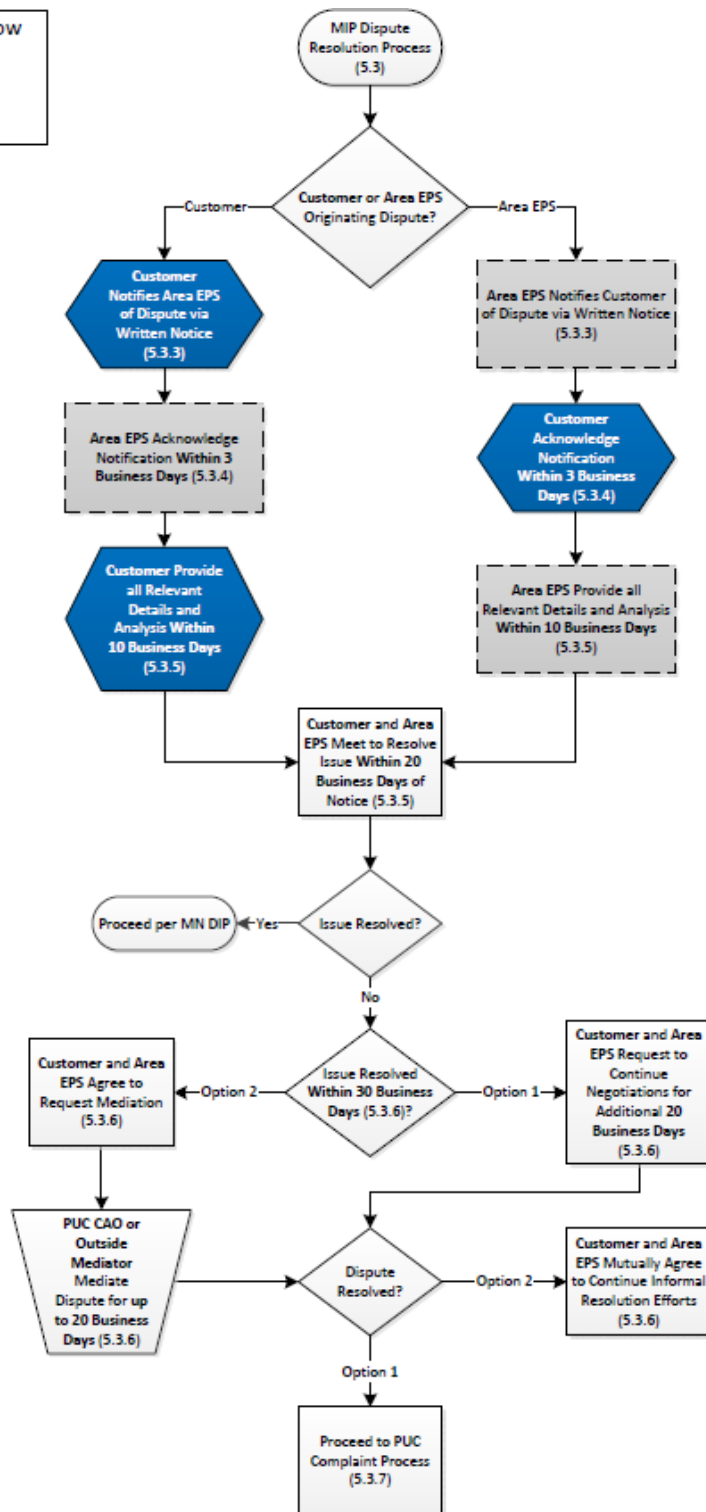 MIP Dispute
Resolution Process
(5.3)
Customer or Area EPS
Originating Dispute?
Customer
Area EPS
Customer
Notifies Area EPS
of Dispute via
Written Notice
(5.3.3)
Area EPS Notifies Customer
of Dispute via Written Notice
(5.3.3)
Area EPS Acknowledge
Notification Within 3
Business Days (5.3.4)
Customer
Acknowledge
Notification
Within 3 Business
Days (5.3.4)
Customer Provide
all Relevant
Details and
Analysis Within
10 Business Days
(5.3.5)
Area EPS Provide all
Relevant Details and Analysis
Within 10 Business Days
(5.3.5)
Customer and Area
EPS Meet to Resolve
Issue Within 20
Business Days of
Notice (5.3.5)
Issue Resolved?
Yes
Proceed per MN DIP
No
Issue Resolved
Within 30 Business
Days (5.3.6)?
Option 2
Customer and Area
EPS Agree to
Request Mediation
(5.3.6)
Option 1
Customer and Area
EPS Request to
Continue
Negotiations for
Additional 20
Business Days
(5.3.6)
PUC CAO or
Outside
Mediator
Mediate
Dispute for up
to 20 Business
Days (5.3.6)
Dispute
Resolved?
Option 2
Customer and Area
EPS Mutually Agree
to Continue Informal
Resolution Efforts
(5.3.6)
Option 1
Proceed to PUC
Complaint Process
(5.3.7)